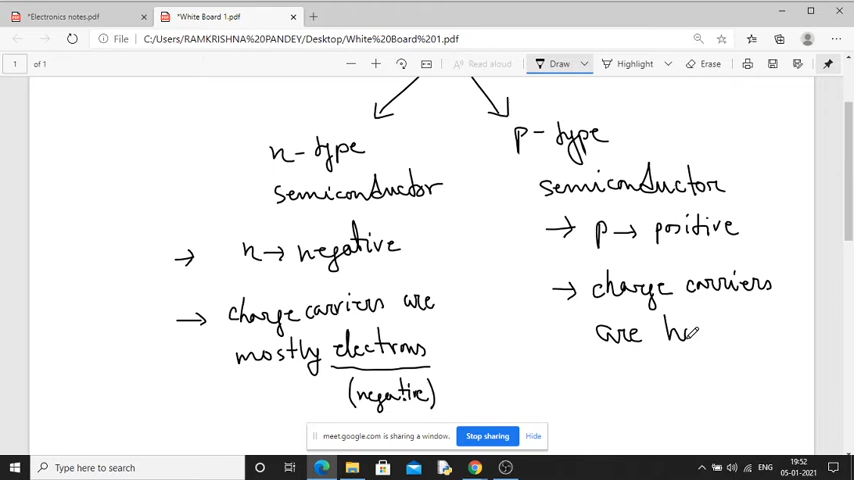 *Electronics notes.pdf
*White Board 1.pdf
File C:/Users/RAMKRISHNA%20PANDEY/Desktop/White%20Board%201.pdf
1 of 1 Read aloud Draw Highlight Erase
n - type
semiconductor
→ n → negative
→ charge carriers are
mostly electrons
(negative)
p - type
semiconductor
→ p → positive
→ charge carriers
are ho
meet.google.com is sharing a window. Stop sharing Hide
Type here to search
ENG
19:52
05-01-2021